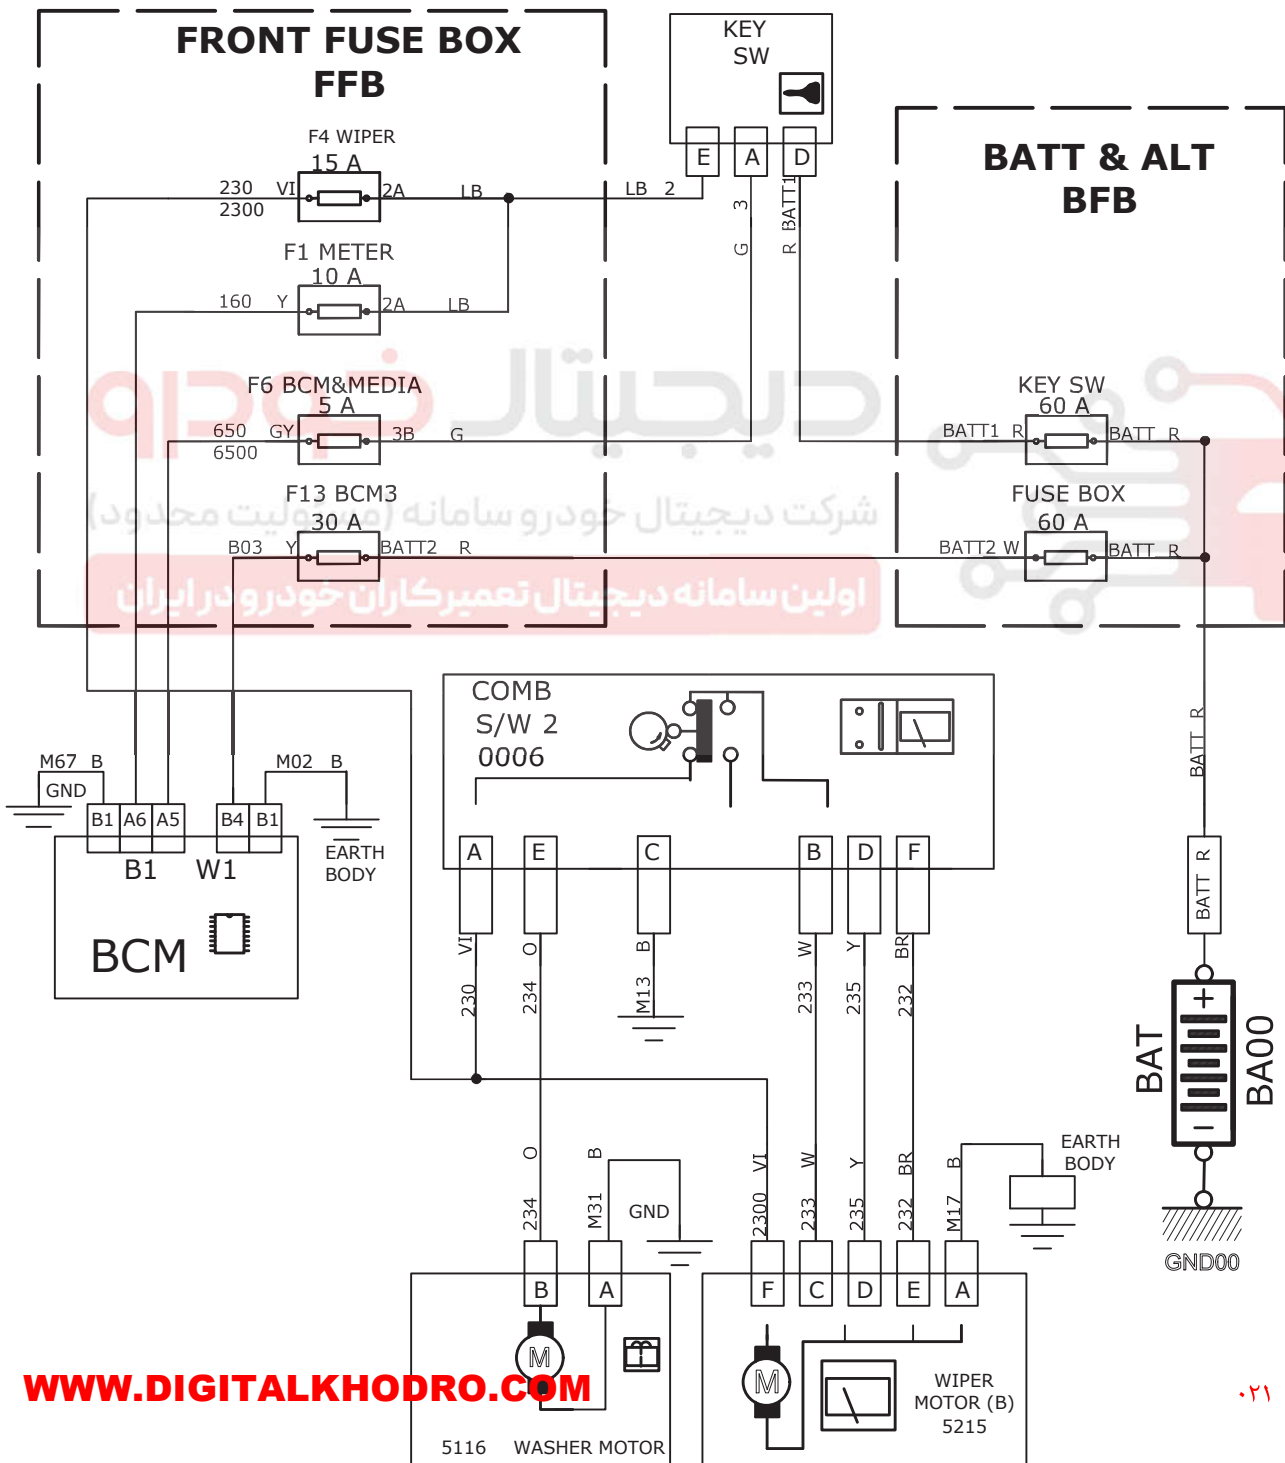 FRONT FUSE BOX
FFB
KEY
SW
E
A
D
BATT & ALT
BFB
F4 WIPER
15 A
230 VI
2300
2A
LB
LB 2
F1 METER
10 A
160 Y
2A
LB
3
G
BATT1
R
F6 BCM&MEDIA
5 A
650 GY
6500
3B
G
KEY SW
60 A
BATT1 R
BATT R
F13 BCM3
30 A
B03 Y
BATT2 R
FUSE BOX
60 A
BATT2 W
BATT R
دیجیتال خودرو
شرکت دیجیتال خودرو سامانه (مسئولیت محدود)
اولین سامانه دیجیتال تعمیرکاران خودرو در ایران
BATT R
BATT R
COMB
S/W 2
0006
M67 B
GND
M02 B
B1
A6
A5
B4
B1
EARTH
BODY
B1
W1
BCM
A
E
C
B
D
F
VI
O
B
W
Y
BR
230
234
M13
233
235
232
BAT
+
−
BA00
GND00
O
B
VI
W
Y
BR
B
234
M31
GND
2300
233
235
232
M17
EARTH
BODY
B
A
F
C
D
E
A
M
M
5116 WASHER MOTOR
WIPER
MOTOR (B)
5215
WWW.DIGITALKHODRO.COM
۰۲۱